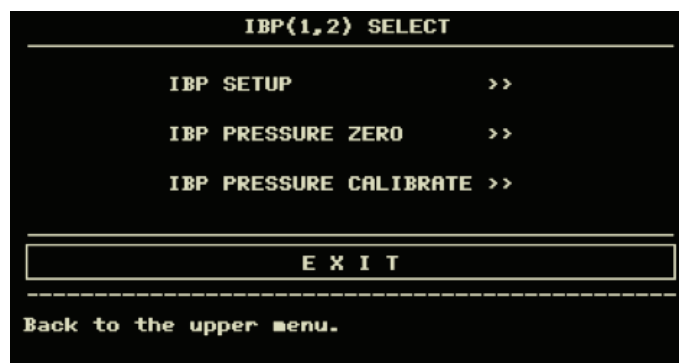 IBP(1,2) SELECT
IBP SETUP >>
IBP PRESSURE ZERO >>
IBP PRESSURE CALIBRATE >>
E X I T
Back to the upper menu.